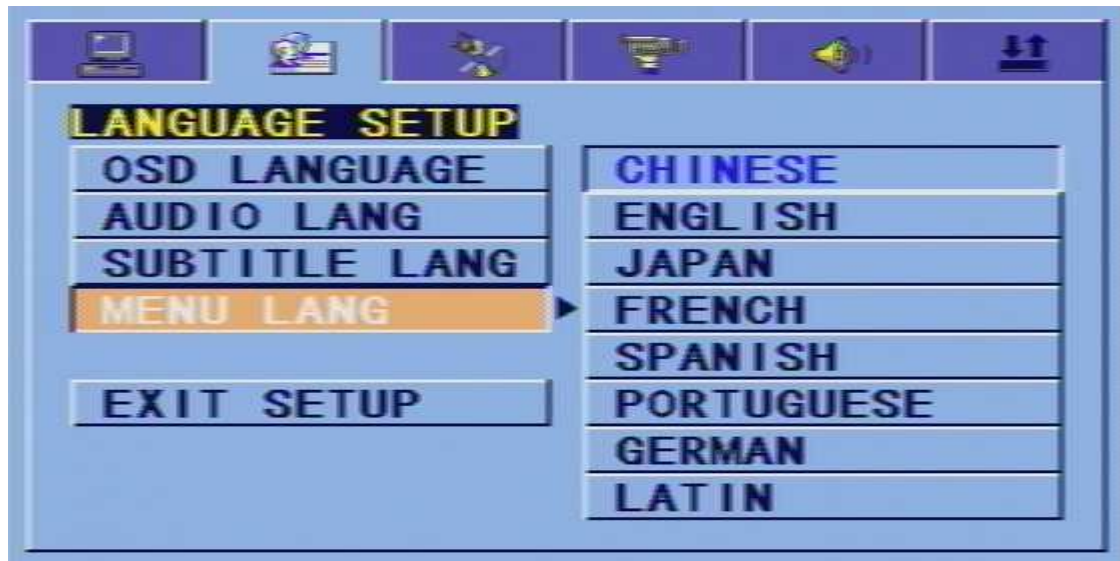 LANGUAGE SETUP
OSD LANGUAGE
AUDIO LANG
SUBTITLE LANG
MENU LANG
EXIT SETUP
CHINESE
ENGLISH
JAPAN
FRENCH
SPANISH
PORTUGUESE
GERMAN
LATIN